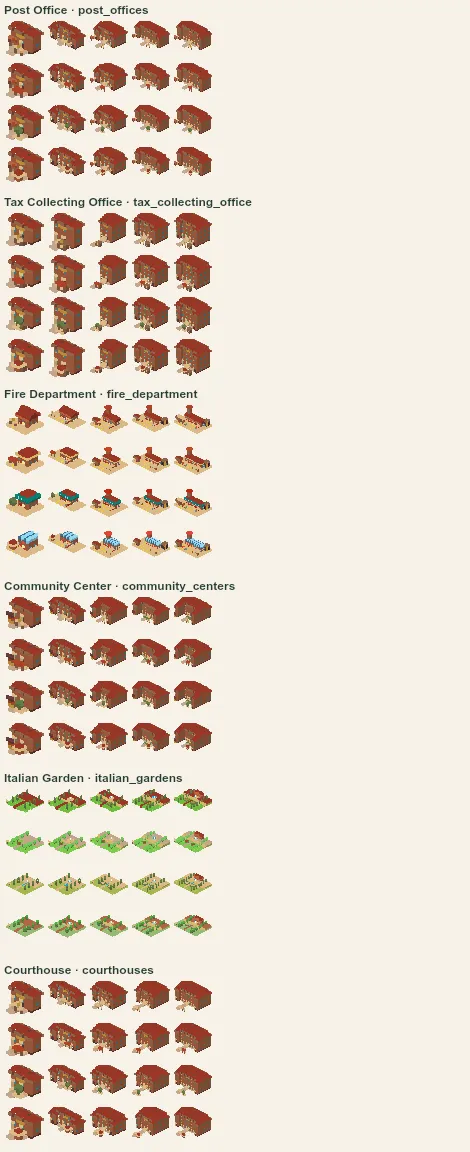 Post Office · post_offices
Tax Collecting Office · tax_collecting_office
Fire Department · fire_department
Community Center · community_centers
Italian Garden · italian_gardens
Courthouse · courthouses